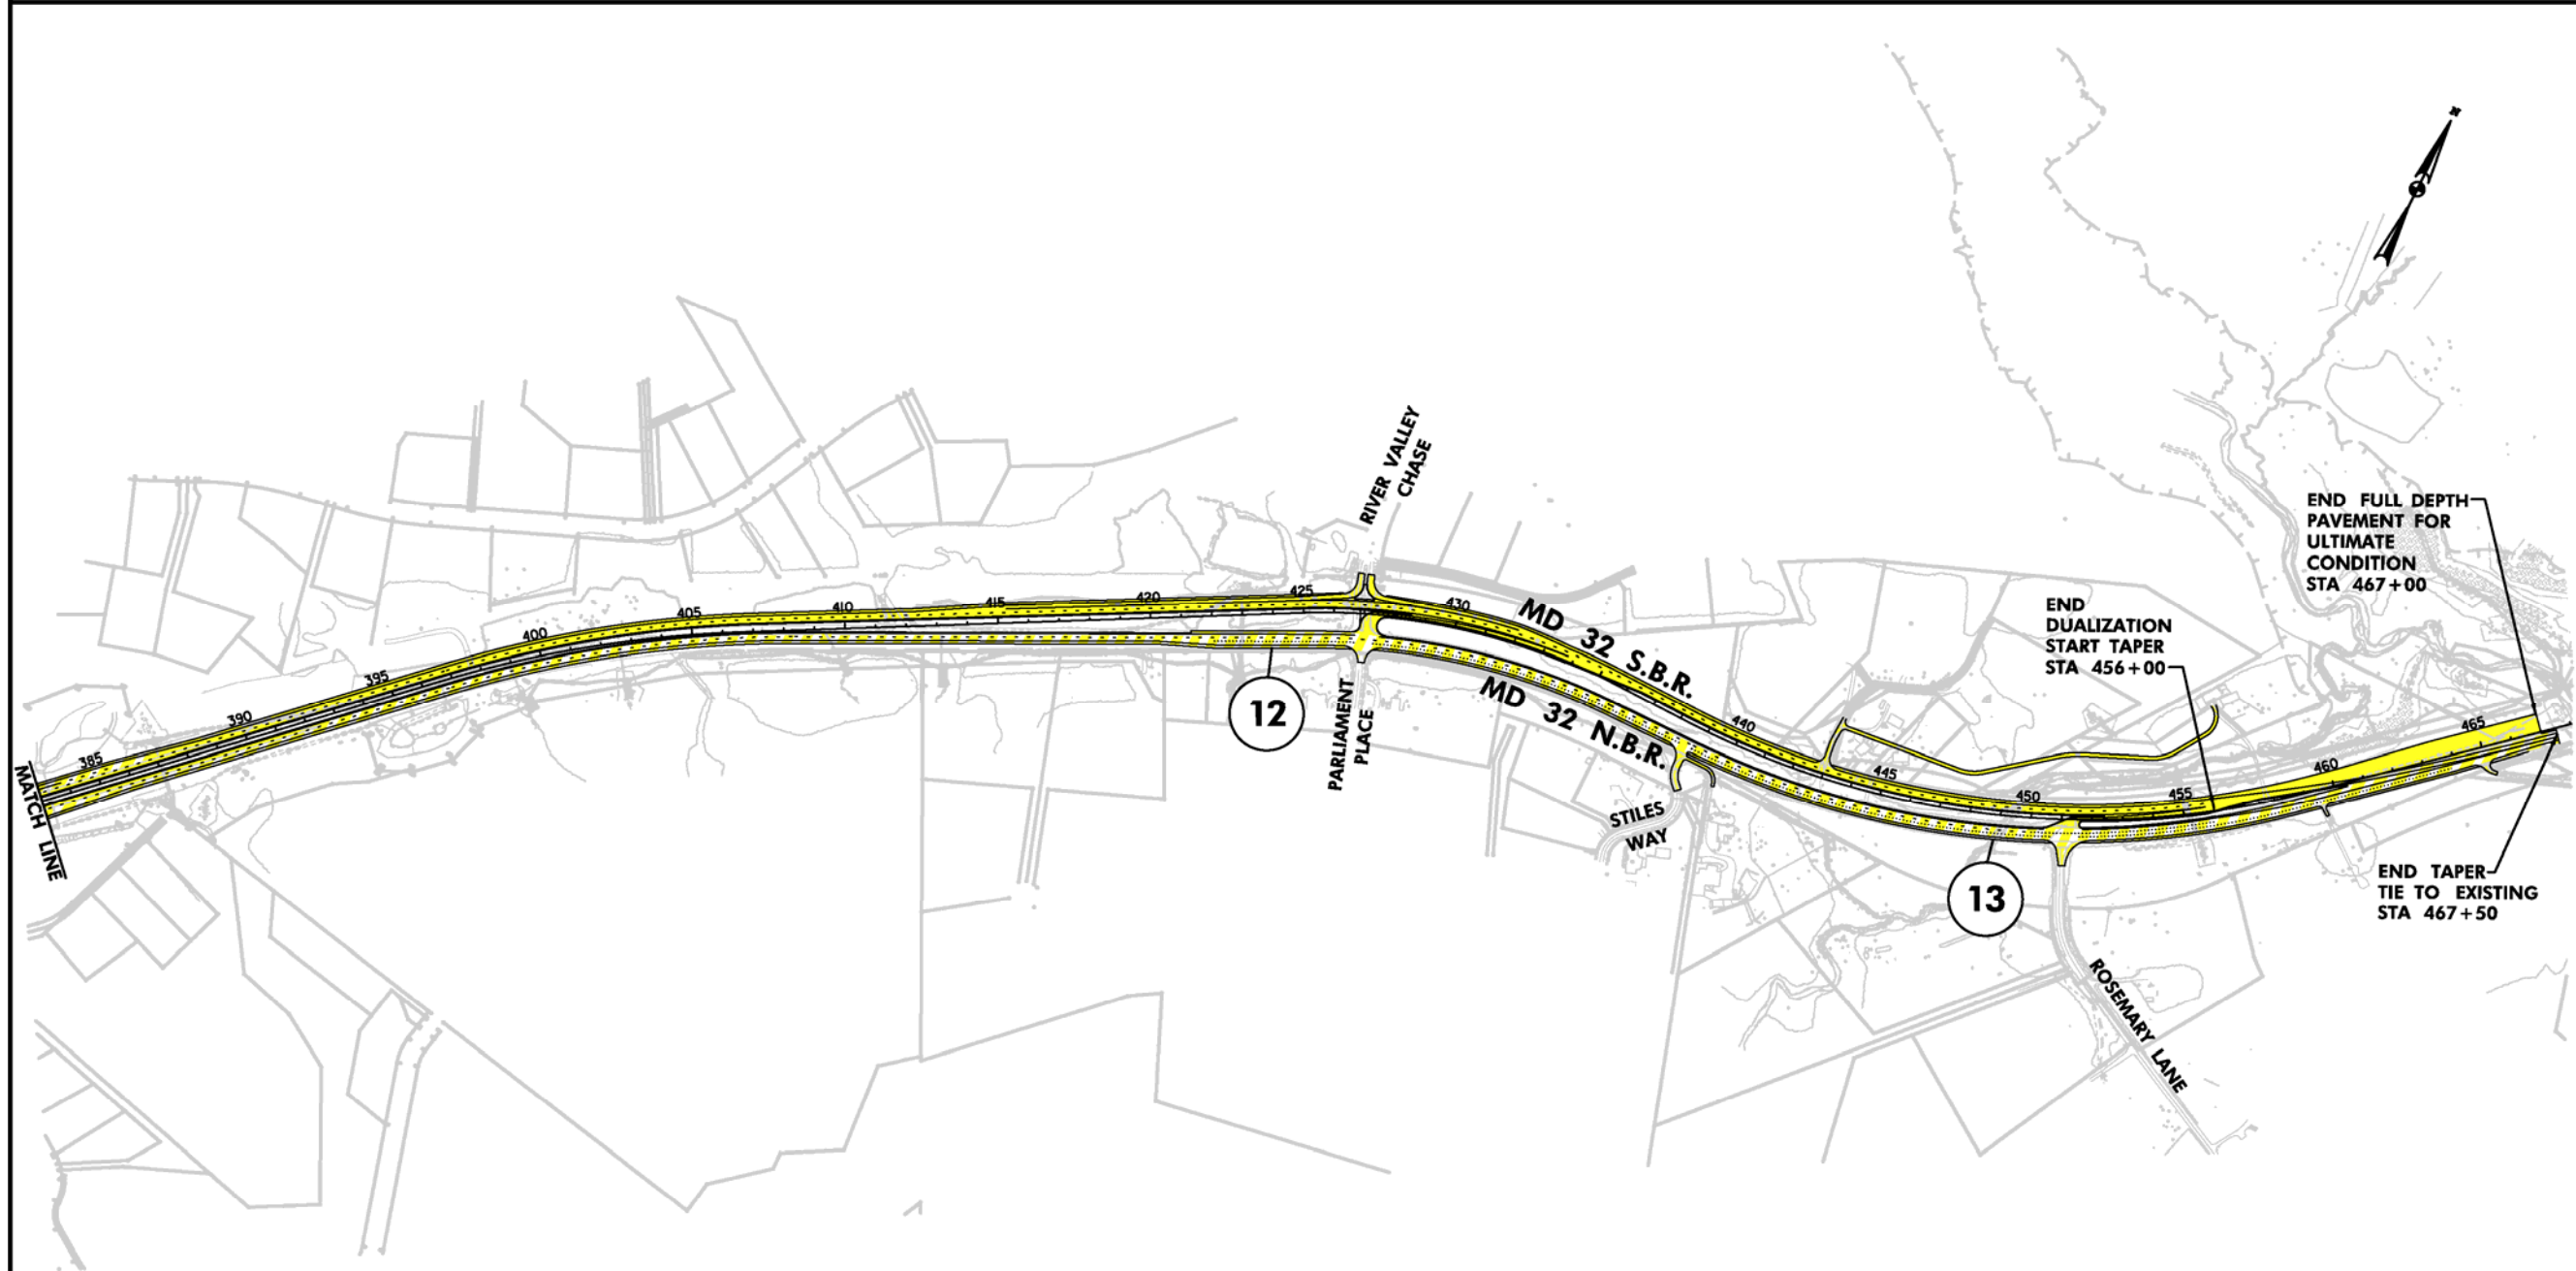 N
RIVER VALLEY
CHASE
END FULL DEPTH
PAVEMENT FOR
ULTIMATE
CONDITION
STA 467+00
END
DUALIZATION
START TAPER
STA 456+00
MD 32 S.B.R.
MD 32 N.B.R.
385
390
395
400
405
410
415
420
425
430
440
445
450
455
460
465
MATCH LINE
12
PARLIAMENT
PLACE
STILES
WAY
13
END TAPER
TIE TO EXISTING
STA 467+50
ROSEMARY LANE